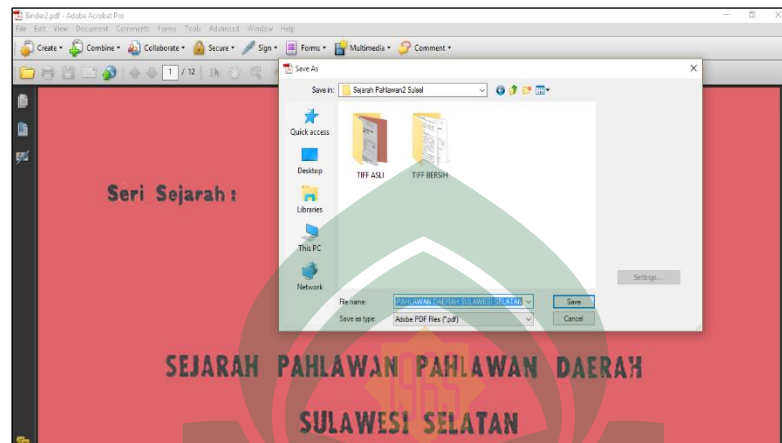 Binder2.pdf - Adobe Acrobat Pro
File Edit View Document Comments Forms Tools Advanced Window Help
Create Combine Collaborate Secure Sign Forms Multimedia Comment
1 / 12
Save As
Save in: Sejarah Pahlawan2 Sulsel
Quick access
Desktop
Libraries
This PC
Network
TIFF ASLI TIFF BERSIH
Settings...
File name: PAHLAWAN DAERAH SULAWESI SELATAN Save
Save as type: Adobe PDF Files (*.pdf) Cancel
Seri Sejarah :
SEJARAH PAHLAWAN PAHLAWAN DAERAH
SULAWESI SELATAN
1965